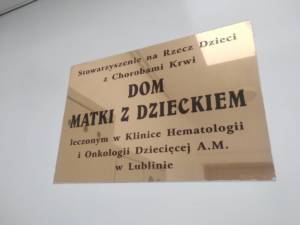 Stowarzyszenie na Rzecz Dzieci
z Chorobami Krwi
DOM
MATKI Z DZIECKIEM
leczonym w Klinice Hematologii
i Onkologii Dziecięcej A.M.
w Lublinie